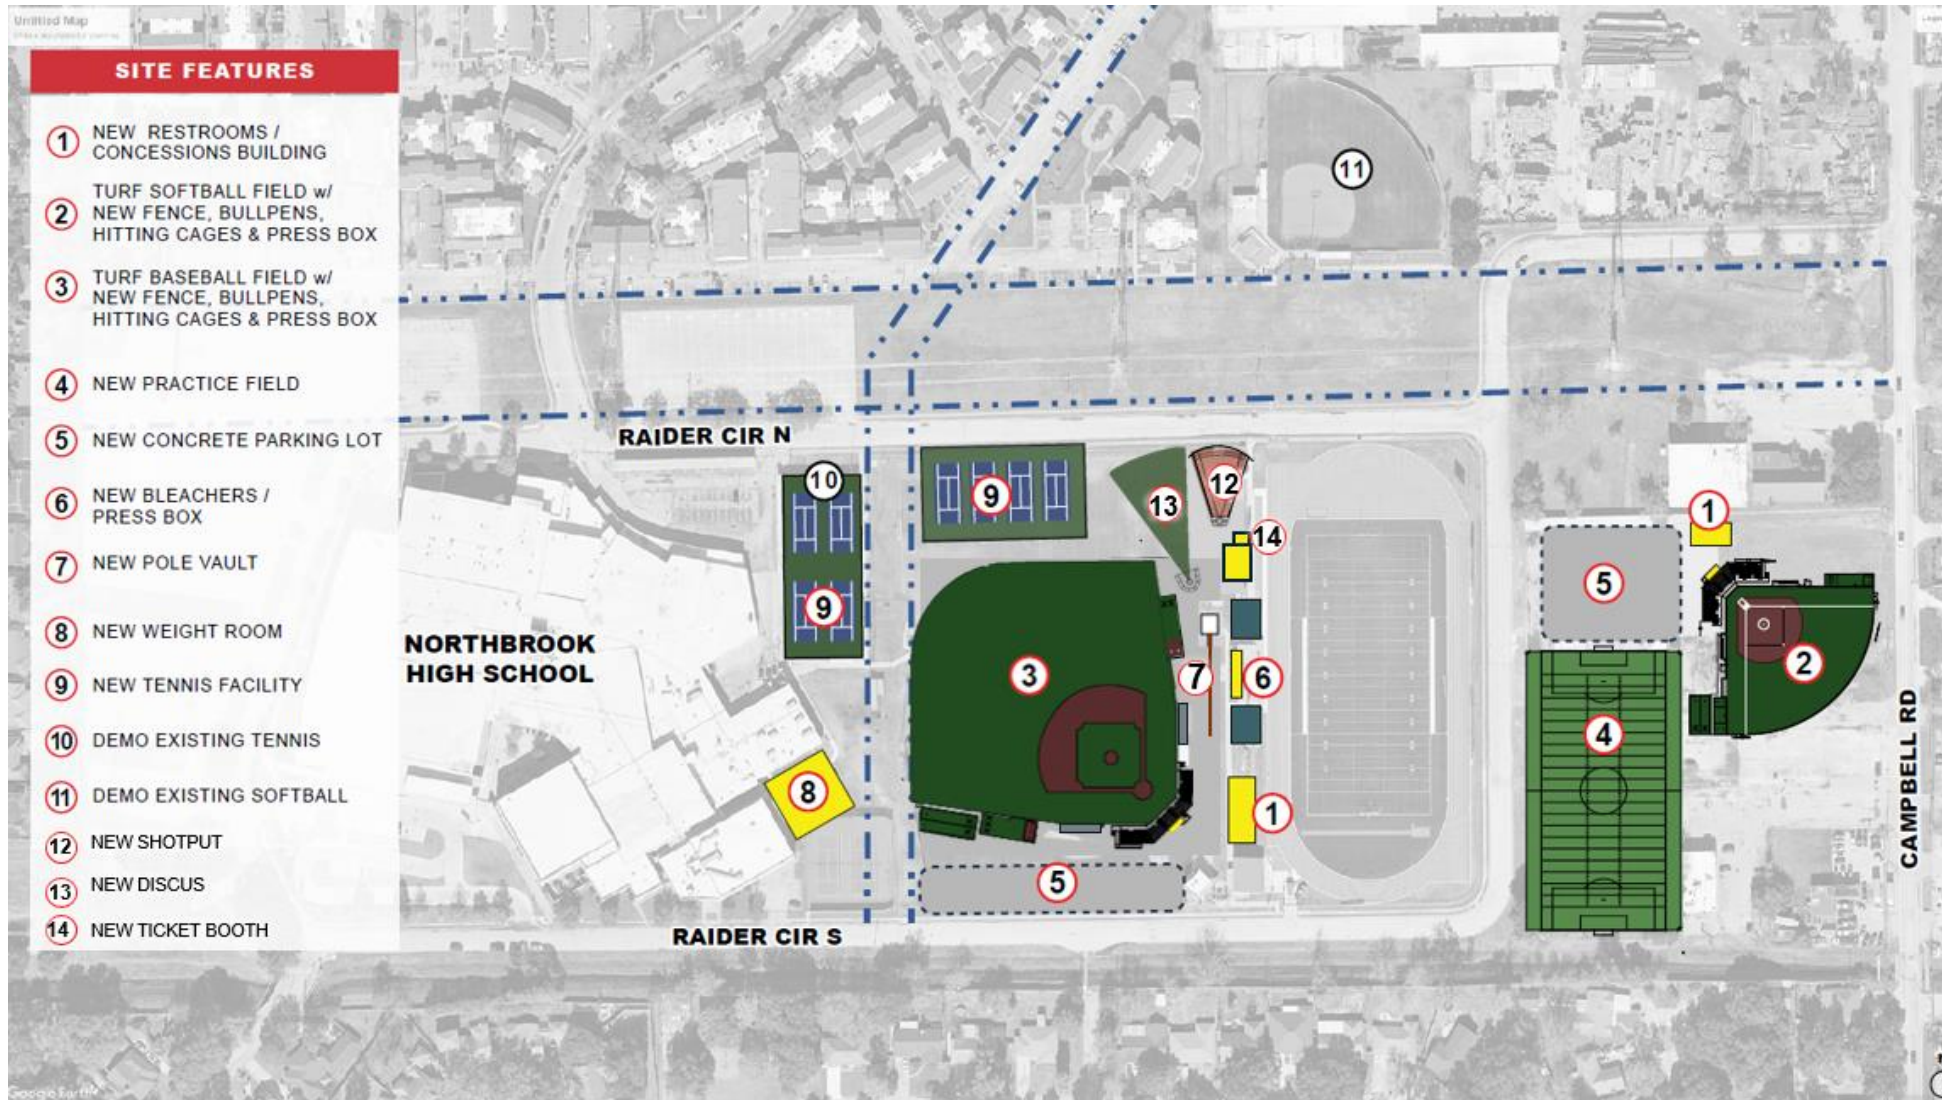 Untitled Map
SITE FEATURES
1 NEW RESTROOMS /
CONCESSIONS BUILDING
2 TURF SOFTBALL FIELD w/
NEW FENCE, BULLPENS,
HITTING CAGES & PRESS BOX
3 TURF BASEBALL FIELD w/
NEW FENCE, BULLPENS,
HITTING CAGES & PRESS BOX
4 NEW PRACTICE FIELD
5 NEW CONCRETE PARKING LOT
6 NEW BLEACHERS /
PRESS BOX
7 NEW POLE VAULT
8 NEW WEIGHT ROOM
9 NEW TENNIS FACILITY
10 DEMO EXISTING TENNIS
11 DEMO EXISTING SOFTBALL
12 NEW SHOTPUT
13 NEW DISCUS
14 NEW TICKET BOOTH
11
RAIDER CIR N
10
9
12
13
14
1
5
9
NORTHBROOK
HIGH SCHOOL
3
7
6
2
4
8
1
CAMPBELL RD
5
RAIDER CIR S
Google Earth